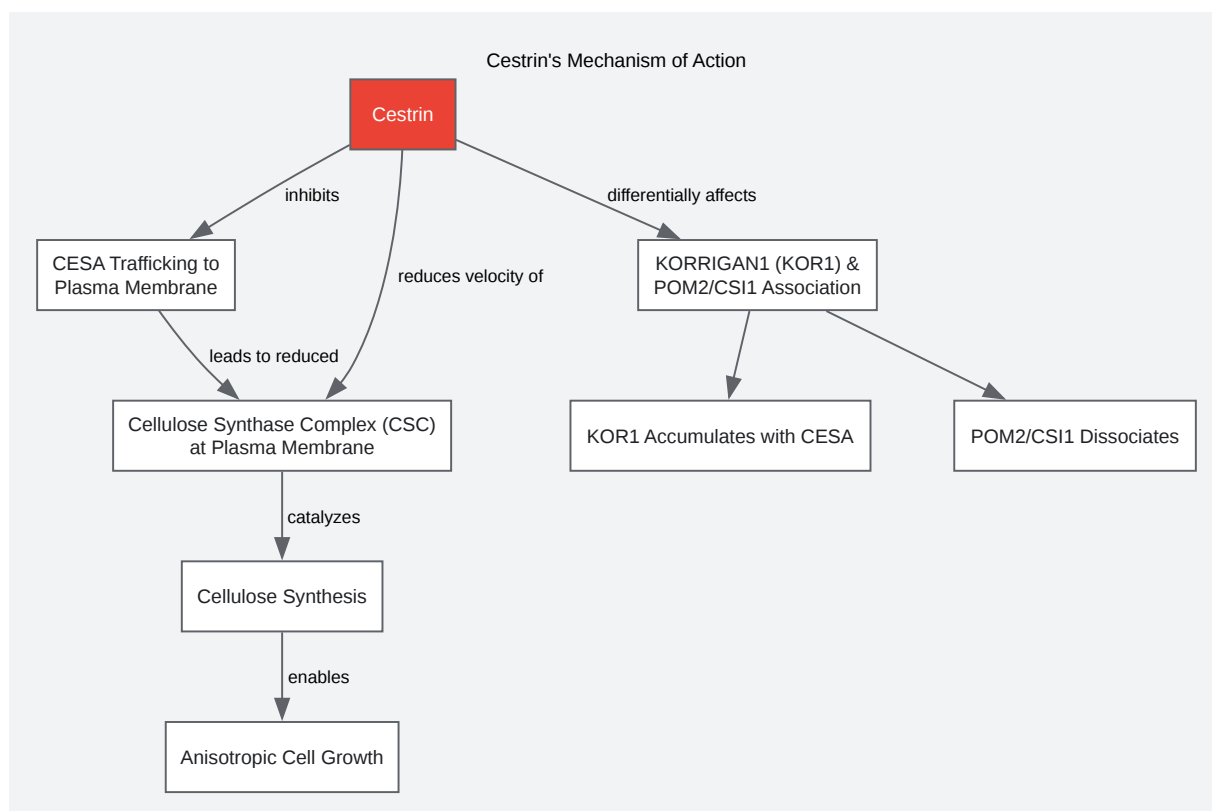 Cestrin's Mechanism of Action
Cestrin
inhibits
differentially affects
CESA Trafficking to
Plasma Membrane
reduces velocity of
KORRIGAN1 (KOR1) &
POM2/CSI1 Association
leads to reduced
Cellulose Synthase Complex (CSC)
at Plasma Membrane
KOR1 Accumulates with CESA
POM2/CSI1 Dissociates
catalyzes
Cellulose Synthesis
enables
Anisotropic Cell Growth